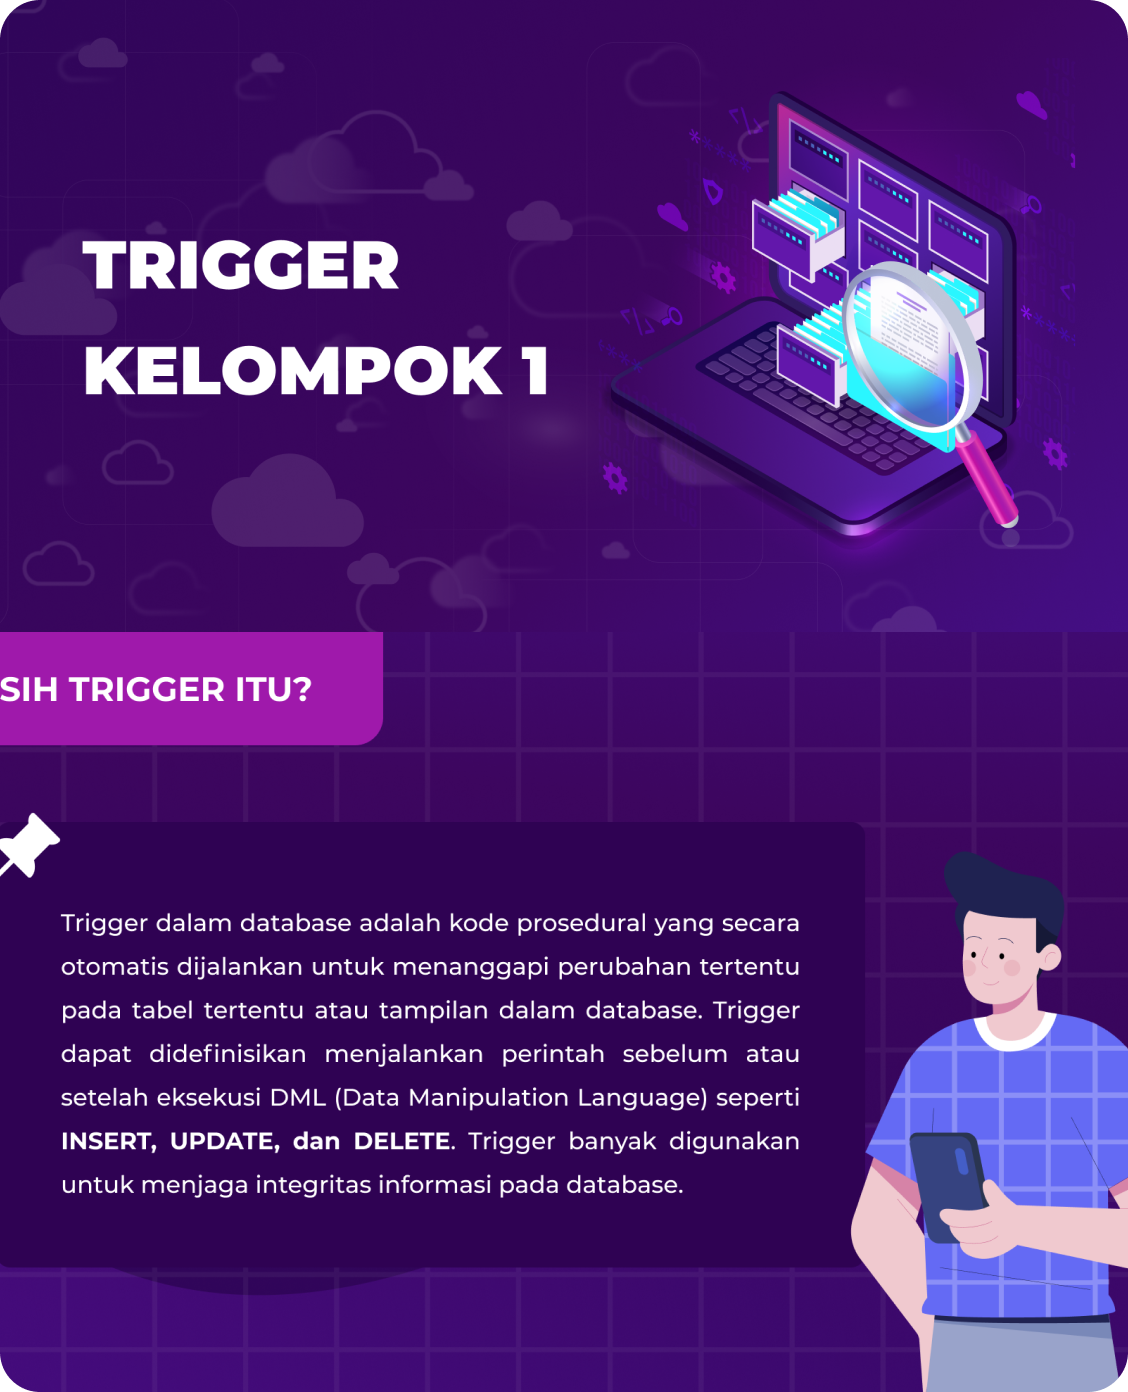 TRIGGER
KELOMPOK 1
SIH TRIGGER ITU?
Trigger dalam database adalah kode prosedural yang secara
otomatis dijalankan untuk menanggapi perubahan tertentu
pada tabel tertentu atau tampilan dalam database. Trigger
dapat didefinisikan menjalankan perintah sebelum atau
setelah eksekusi DML (Data Manipulation Language) seperti
INSERT, UPDATE, dan DELETE. Trigger banyak digunakan
untuk menjaga integritas informasi pada database.